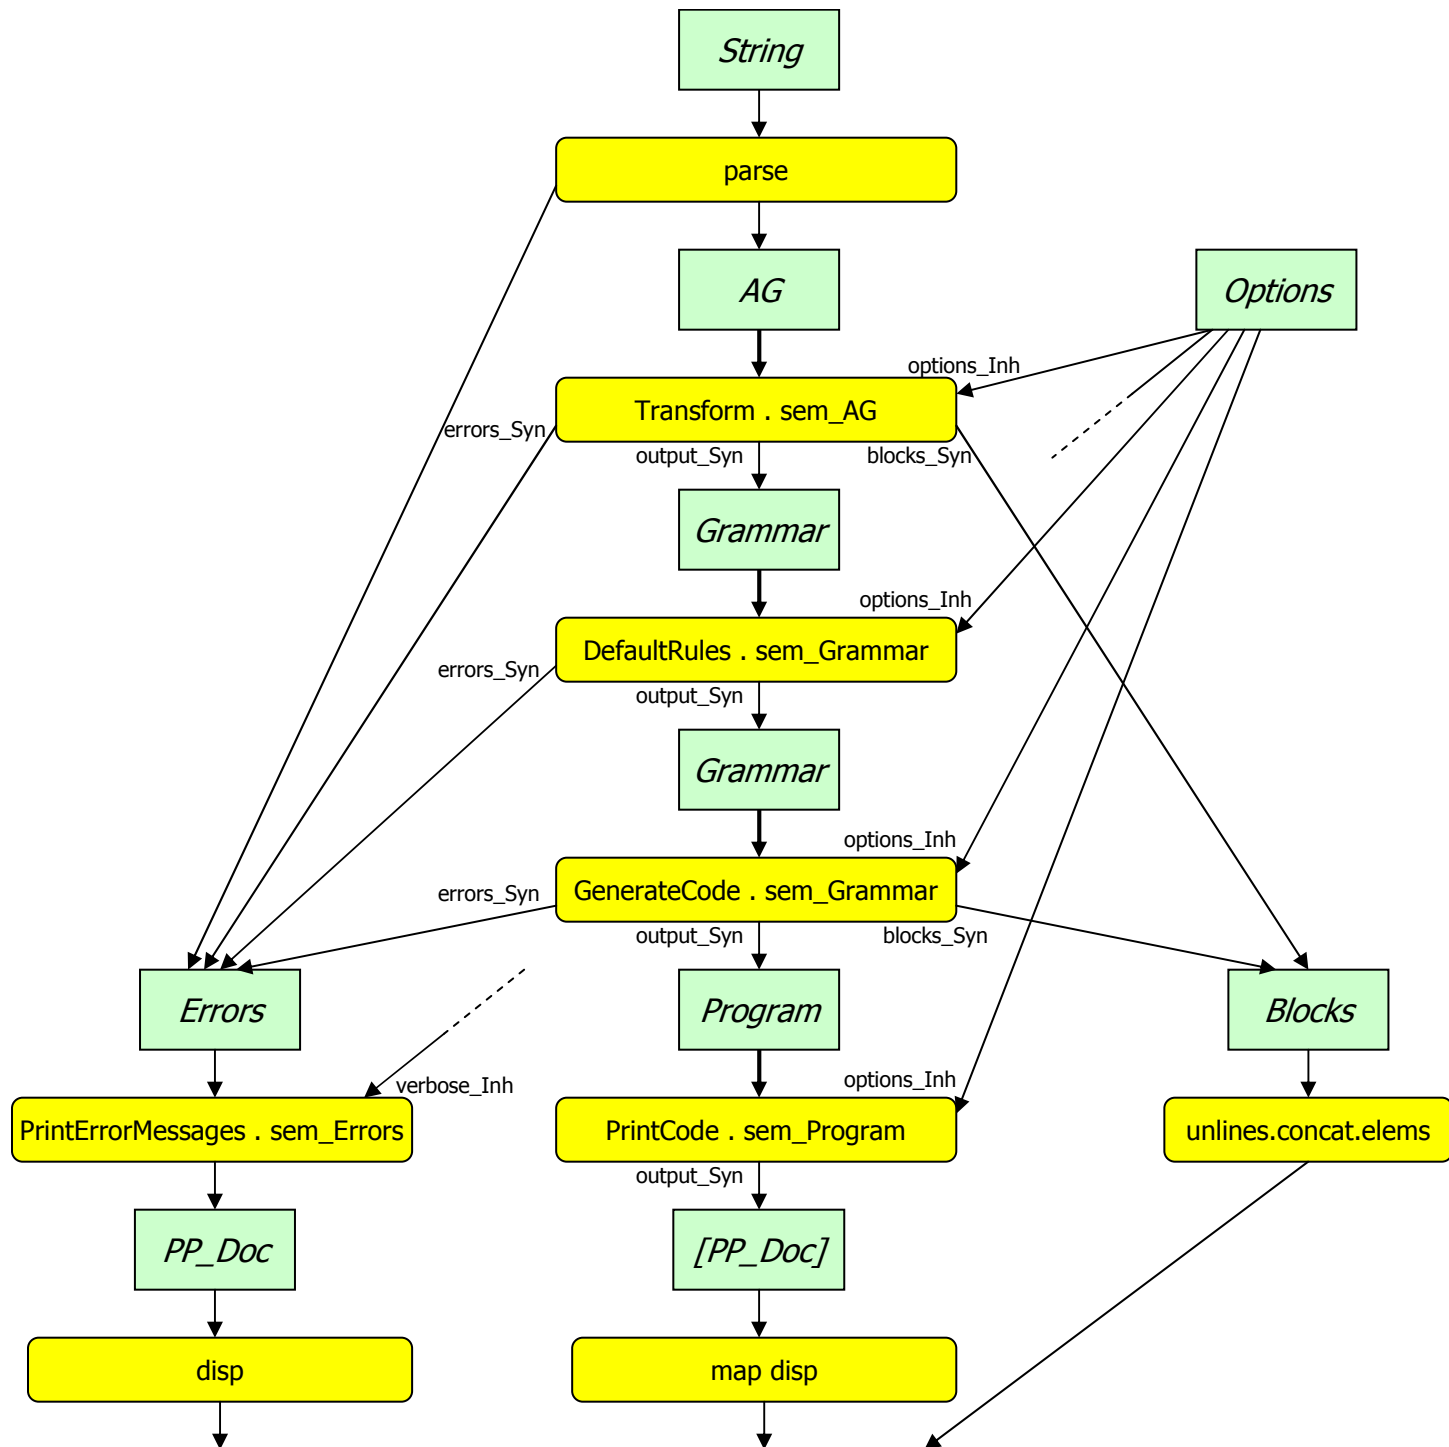 String
parse
AG
Options
options_Inh
Transform . sem_AG
errors_Syn
output_Syn
blocks_Syn
Grammar
options_Inh
DefaultRules . sem_Grammar
errors_Syn
output_Syn
Grammar
options_Inh
GenerateCode . sem_Grammar
errors_Syn
output_Syn
blocks_Syn
Errors
Program
Blocks
verbose_Inh
options_Inh
PrintErrorMessages . sem_Errors
PrintCode . sem_Program
unlines.concat.elems
output_Syn
PP_Doc
[PP_Doc]
disp
map disp